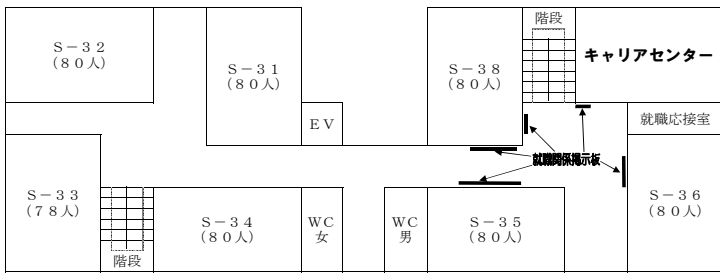 階段
Ｓ－３２
（８０人）
Ｓ－３１
（８０人）
Ｓ－３８
（８０人）
キャリアセンター
ＥＶ
就職応接室
就職関係掲示板
Ｓ－３３
（７８人）
Ｓ－３４
（８０人）
ＷＣ
女
ＷＣ
男
Ｓ－３５
（８０人）
Ｓ－３６
（８０人）
階段